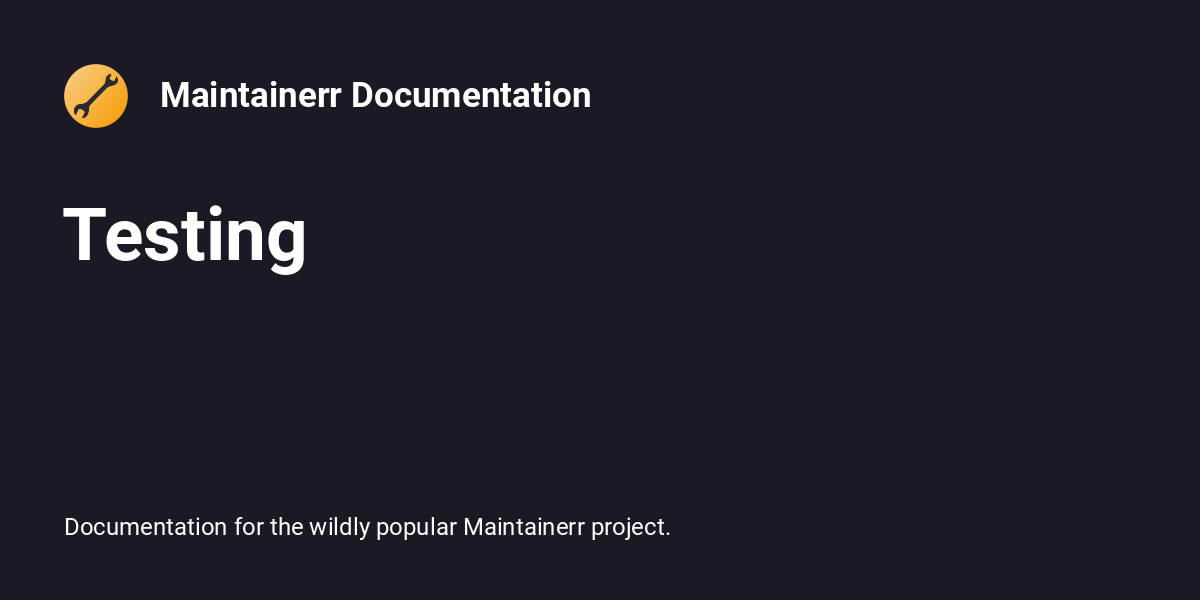 Maintainerr Documentation
Testing
Documentation for the wildly popular Maintainerr project.